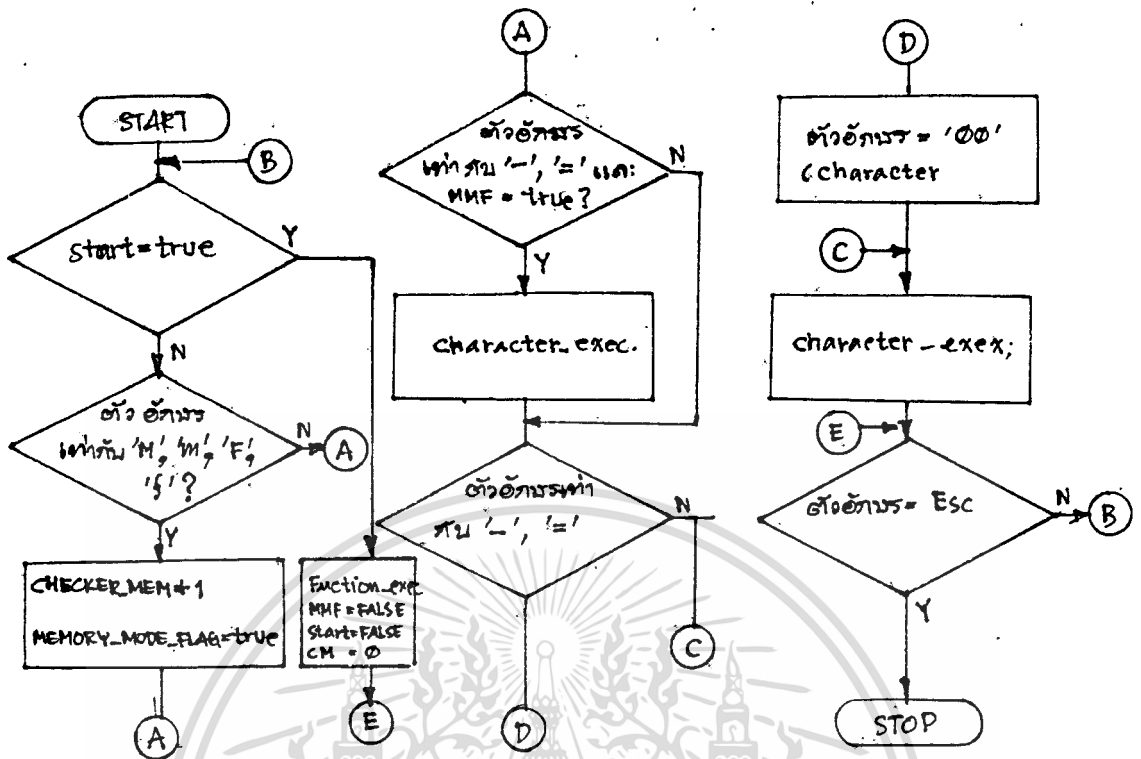 START
B
Start=true
Y
N
ตัวอักษร
เท่ากับ 'M', 'm', 'F',
'f' ?
N
A
Y
CHECKER_MEM+1
MEMORY_MODE_FLAG=true
A
Fuction_exec
MMF=FALSE
Start=FALSE
CM = 0
E
A
ตัวอักษร
เท่ากับ '-', '=' และ
MMF = true?
N
Y
character_exec.
ตัวอักษรเท่า
กับ '-', '='
N
C
D
D
ตัวอักษร = '00'
character
C
character_exex;
E
ตัวอักษร= Esc
N
B
Y
STOP